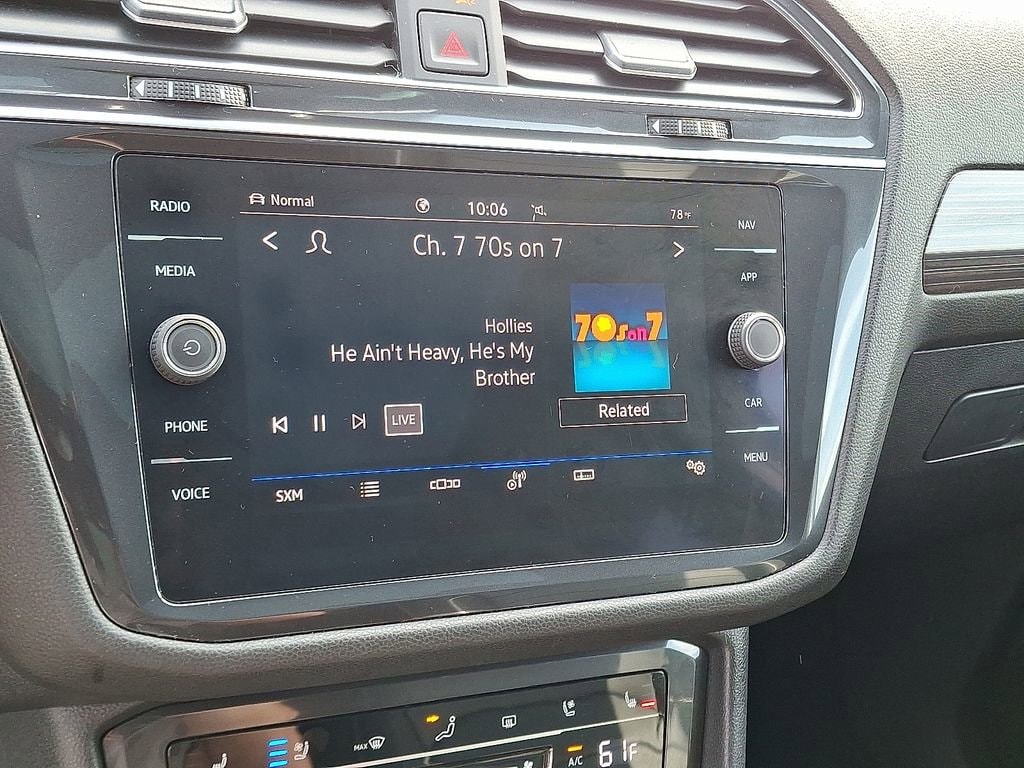 RADIO
MEDIA
PHONE
VOICE
Normal
10:06
78°F
Ch. 7 70s on 7
Hollies
He Ain't Heavy, He's My
Brother
70s on 7
Related
LIVE
SXM
NAV
APP
CAR
MENU
MAX
A/C
61F